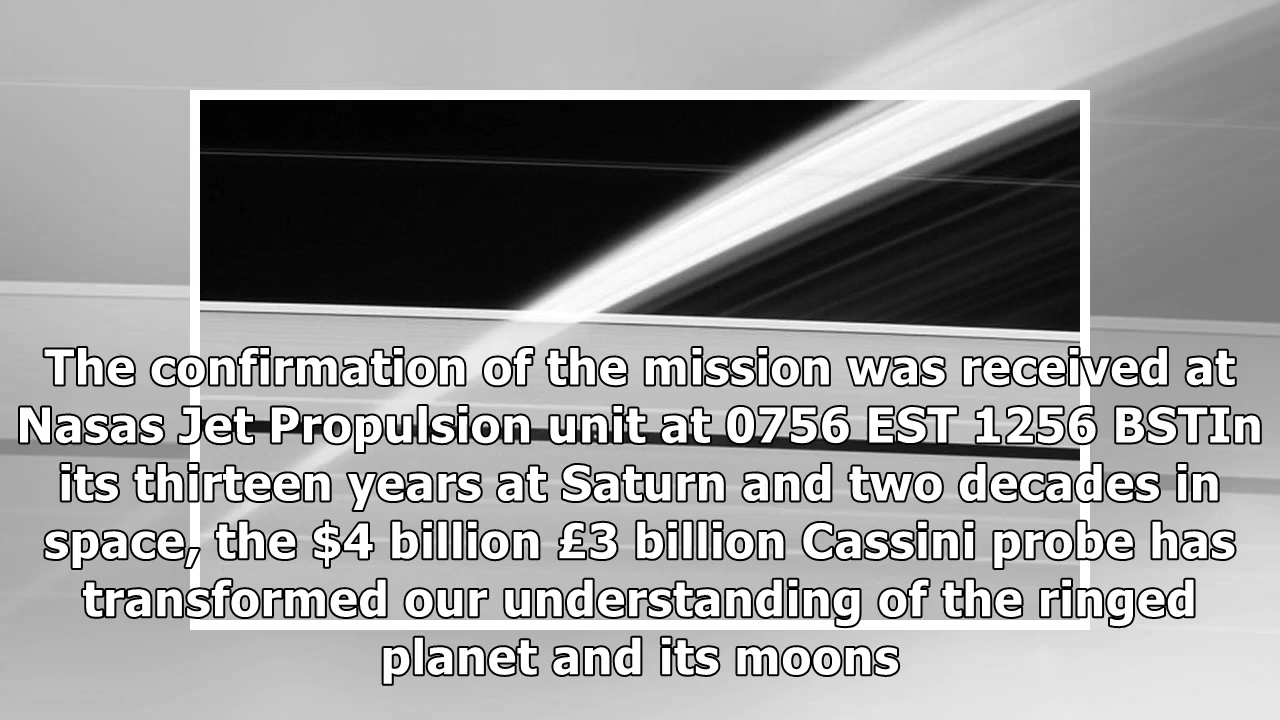 The confirmation of the mission was received at
Nasas Jet Propulsion unit at 0756 EST 1256 BSTIn
its thirteen years at Saturn and two decades in
space, the $4 billion £3 billion Cassini probe has
transformed our understanding of the ringed
planet and its moons